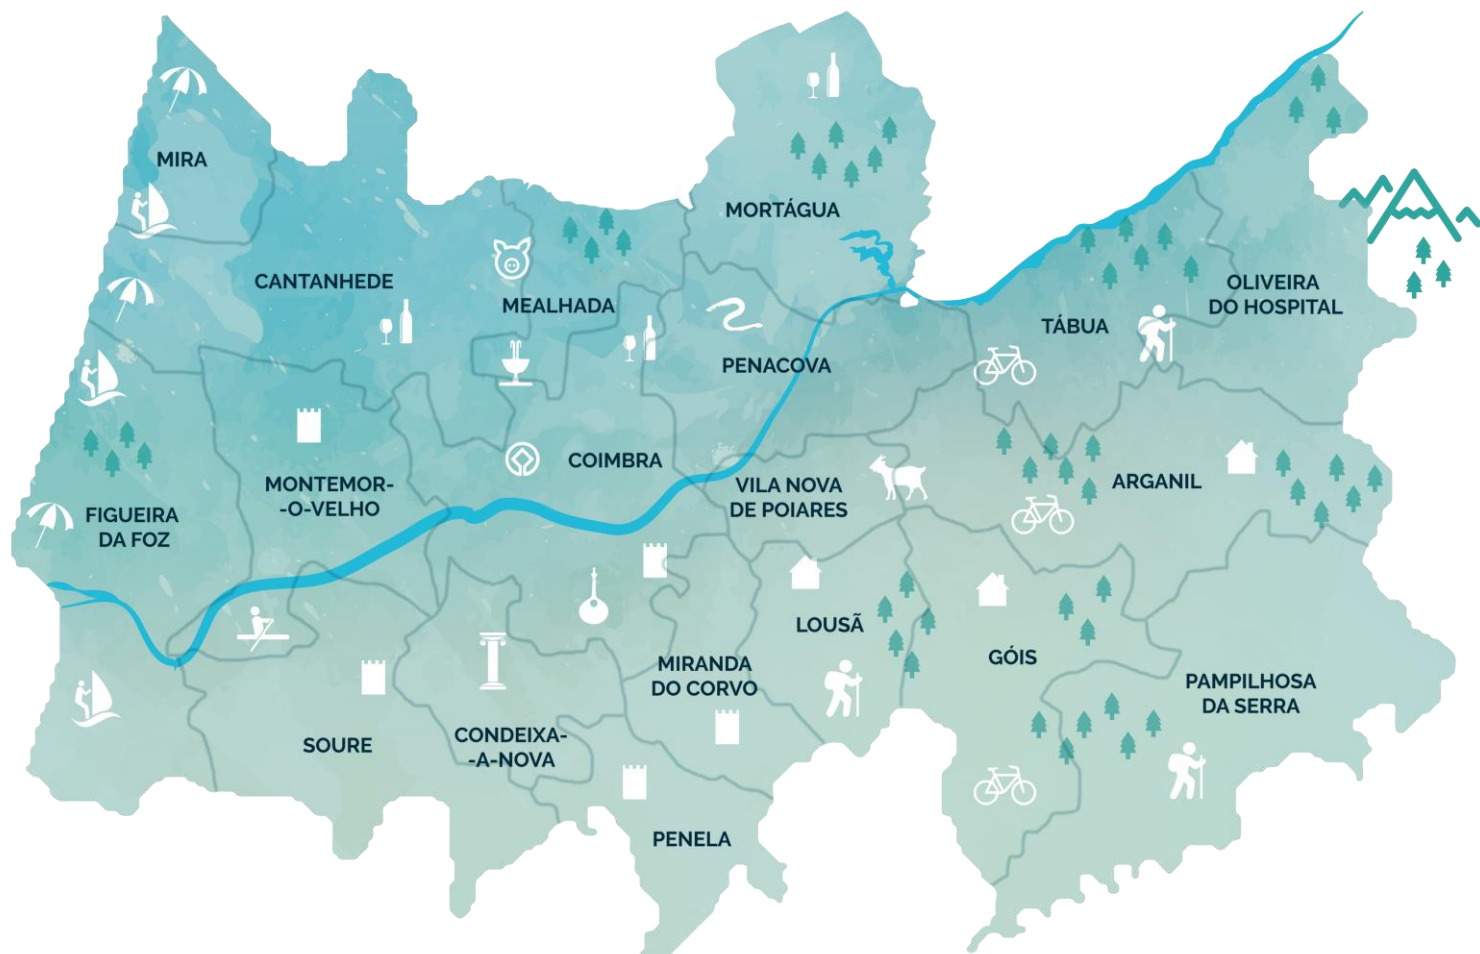 MIRA
MORTÁGUA
CANTANHEDE
MEALHADA
OLIVEIRA
DO HOSPITAL
TÁBUA
PENACOVA
COIMBRA
MONTEMOR-
-O-VELHO
VILA NOVA
DE POIARES
ARGANIL
FIGUEIRA
DA FOZ
LOUSÃ
GÓIS
MIRANDA
DO CORVO
PAMPILHOSA
DA SERRA
SOURE
CONDEIXA-
-A-NOVA
PENELA